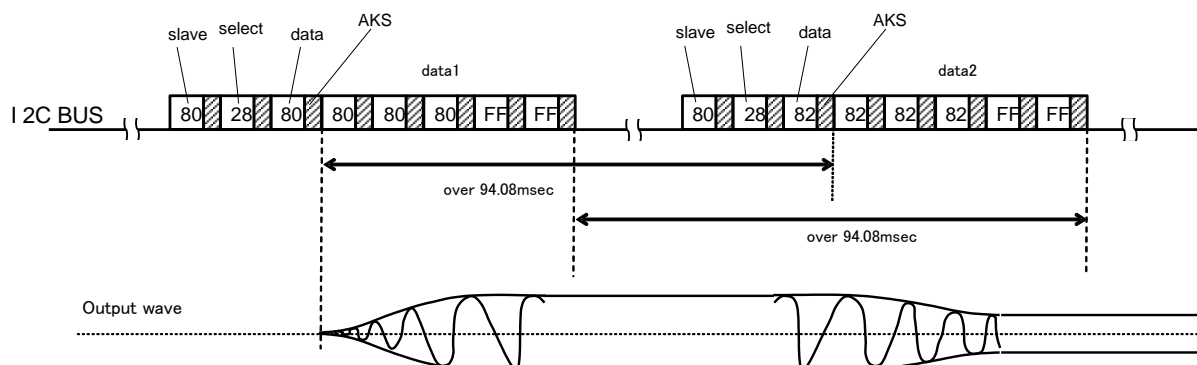 slave select data AKS
data1
slave select data AKS
data2
I 2C BUS
80 28 80 80 80 80 FF FF
80 28 82 82 82 82 FF FF
over 94.08msec
over 94.08msec
Output wave